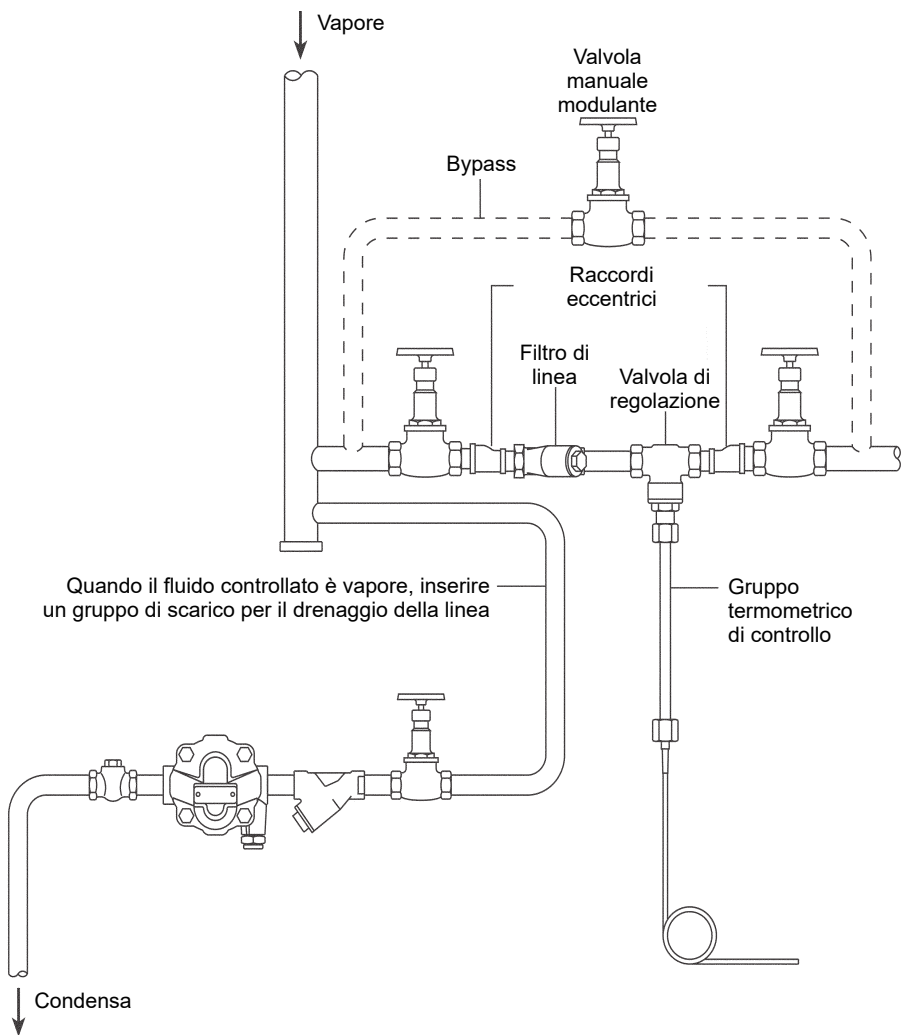 Vapore
Valvola
manuale
modulante
Bypass
Raccordi
eccentrici
Filtro di
linea
Valvola di
regolazione
Quando il fluido controllato è vapore, inserire
un gruppo di scarico per il drenaggio della linea
Gruppo
termometrico
di controllo
Condensa